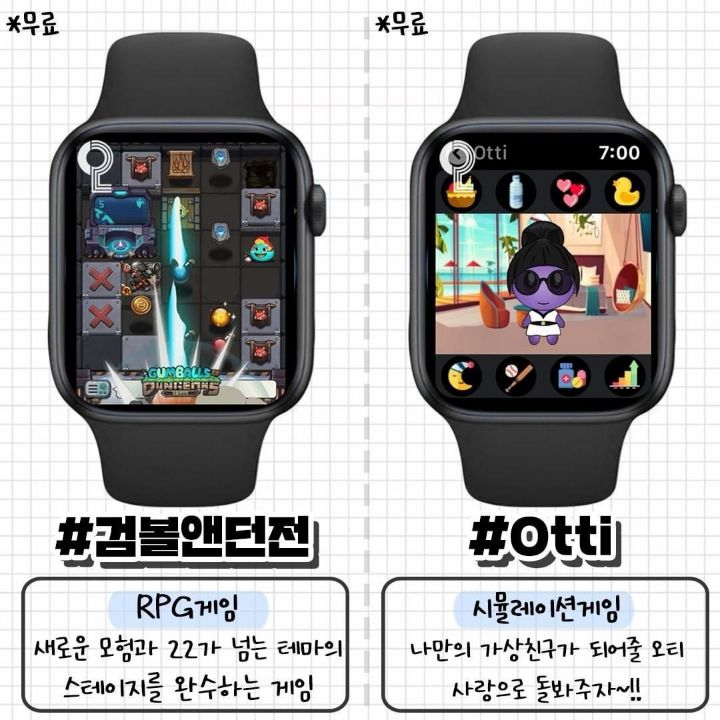 *무료
Gumballs
Dungeons
#검볼앤던전
RPG게임
새로운 모험과 22가 넘는 테마의
스테이지를 완수하는 게임
*무료
Otti
7:00
#Otti
시뮬레이션게임
나만의 가상친구가 되어줄 오티
사랑으로 돌봐주자~!!